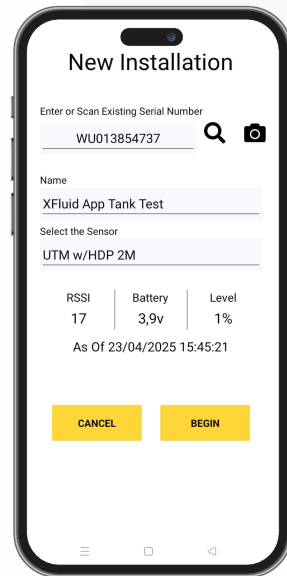 New Installation
Enter or Scan Existing Serial Number
WU013854737
Name
XFluid App Tank Test
Select the Sensor
UTM w/HDP 2M
RSSI Battery Level
17 3,9v 1%
As Of 23/04/2025 15:45:21
CANCEL BEGIN